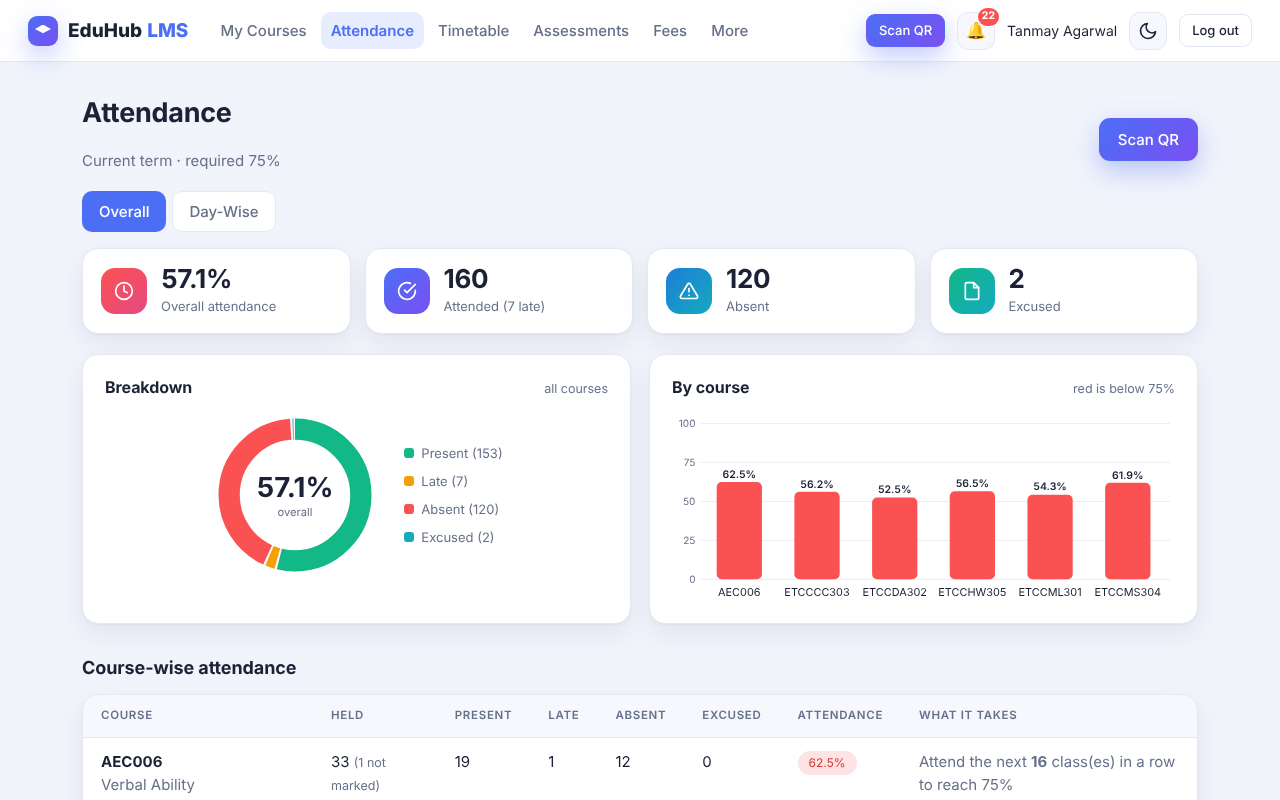 EduHub LMS
My Courses
Attendance
Timetable
Assessments
Fees
More
Scan QR
22
Tanmay Agarwal
Log out
Attendance
Current term · required 75%
Scan QR
Overall
Day-Wise
57.1%
Overall attendance
160
Attended (7 late)
120
Absent
2
Excused
Breakdown
all courses
57.1%
overall
Present (153)
Late (7)
Absent (120)
Excused (2)
By course
red is below 75%
100
75
50
25
0
62.5%
56.2%
52.5%
56.5%
54.3%
61.9%
AEC006
ETCCCC303
ETCCDA302
ETCCHW305
ETCCML301
ETCCMS304
Course-wise attendance
COURSE HELD PRESENT LATE ABSENT EXCUSED ATTENDANCE WHAT IT TAKES
AEC006 33 (1 not 19 1 12 0 62.5% Attend the next 16 class(es) in a row
Verbal Ability marked) to reach 75%